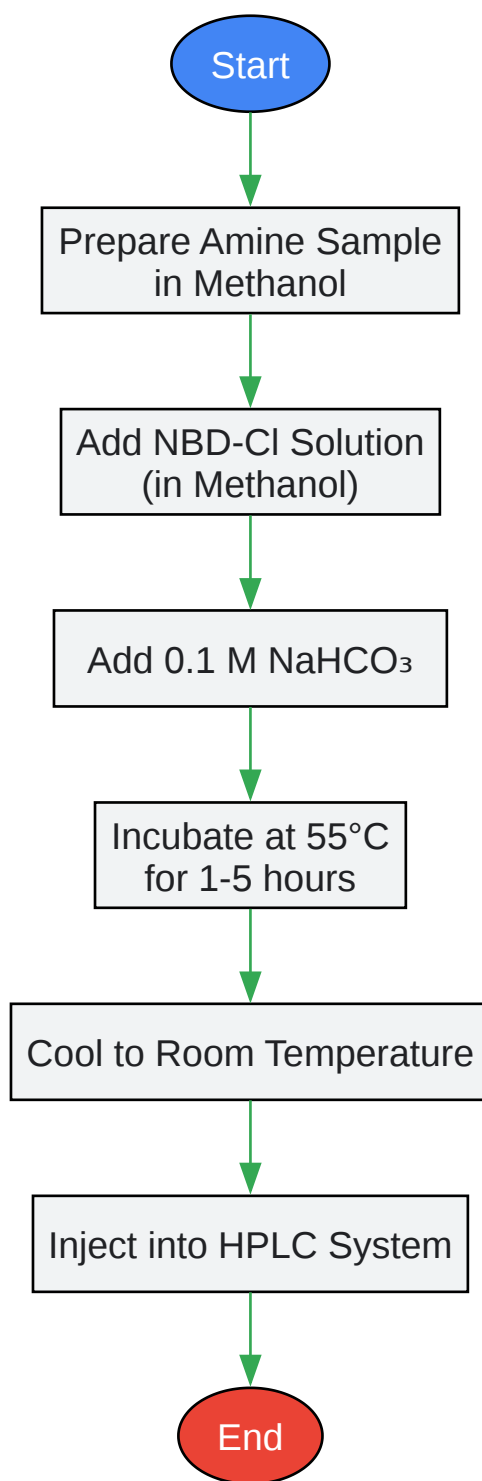 Start
Prepare Amine Sample
in Methanol
Add NBD-Cl Solution
(in Methanol)
Add 0.1 M NaHCO₃
Incubate at 55°C
for 1-5 hours
Cool to Room Temperature
Inject into HPLC System
End